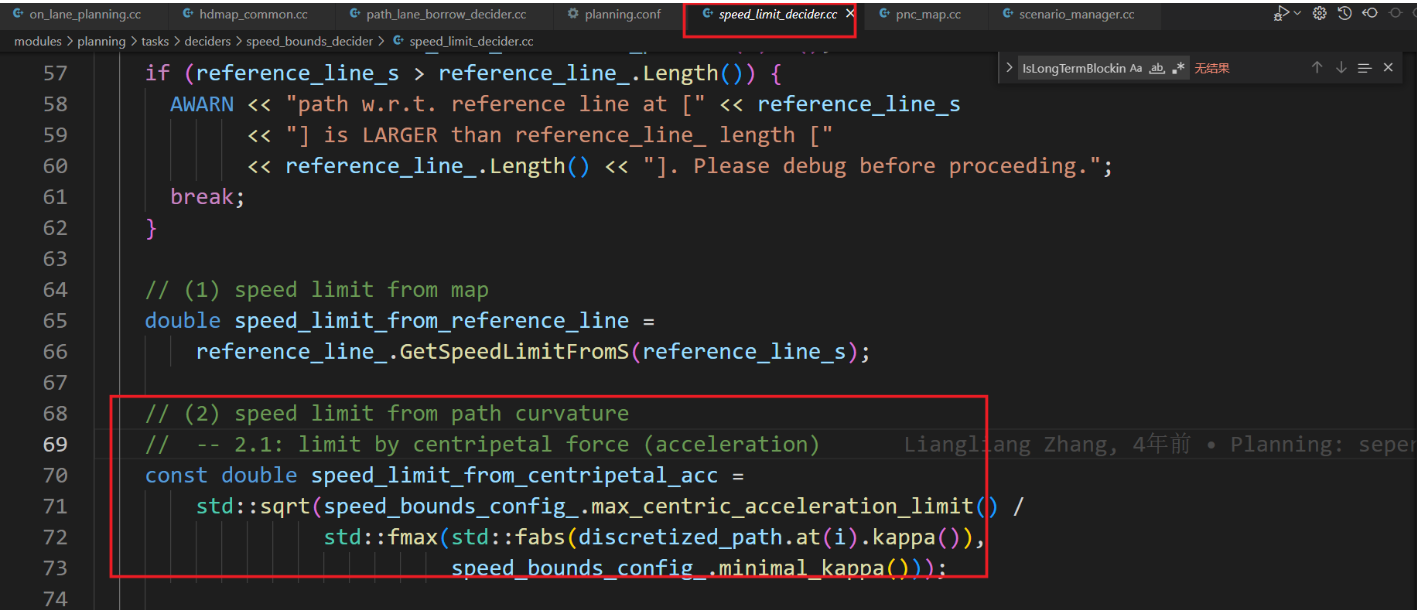 on_lane_planning.cc hdmap_common.cc path_lane_borrow_decider.cc planning.conf speed_limit_decider.cc pnc_map.cc scenario_manager.cc
modules > planning > tasks > deciders > speed_bounds_decider > speed_limit_decider.cc
IsLongTermBlockin Aa ab .* 无结果
57 if (reference_line_s > reference_line_.Length()) {
58 AWARN << "path w.r.t. reference line at [" << reference_line_s
59 << "] is LARGER than reference_line_ length ["
60 << reference_line_.Length() << "]. Please debug before proceeding.";
61 break;
62 }
63
64 // (1) speed limit from map
65 double speed_limit_from_reference_line =
66 reference_line_.GetSpeedLimitFromS(reference_line_s);
67
68 // (2) speed limit from path curvature
69 // -- 2.1: limit by centripetal force (acceleration) Liangliang Zhang, 4年前 • Planning: seper
70 const double speed_limit_from_centripetal_acc =
71 std::sqrt(speed_bounds_config_.max_centric_acceleration_limit() /
72 std::fmax(std::fabs(discretized_path.at(i).kappa()),
73 speed_bounds_config_.minimal_kappa()));
74